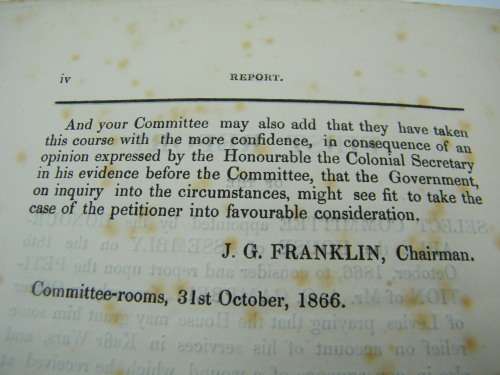 iv REPORT.
And your Committee may also add that they have taken
this course with the more confidence, in consequence of an
opinion expressed by the Honourable the Colonial Secretary
in his evidence before the Committee, that the Government,
on inquiry into the circumstances, might see fit to take the
case of the petitioner into favourable consideration.
J. G. FRANKLIN, Chairman.
Committee-rooms, 31st October, 1866.